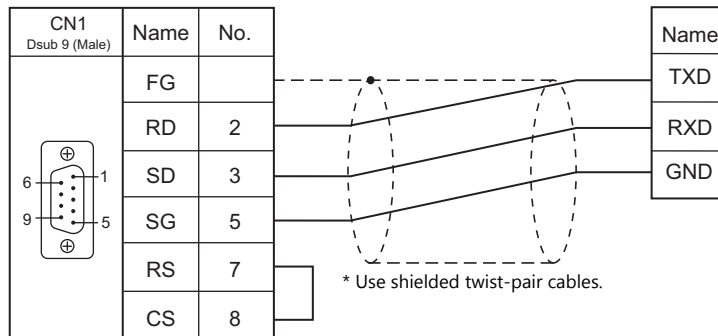 CN1
Dsub 9 (Male)
Name
No.
Name
FG
TXD
RD
2
RXD
SD
3
GND
SG
5
RS
7
CS
8
6
1
9
5
* Use shielded twist-pair cables.